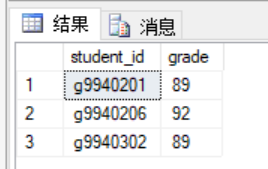 结果 消息
student_id grade
1 g9940201 89
2 g9940206 92
3 g9940302 89